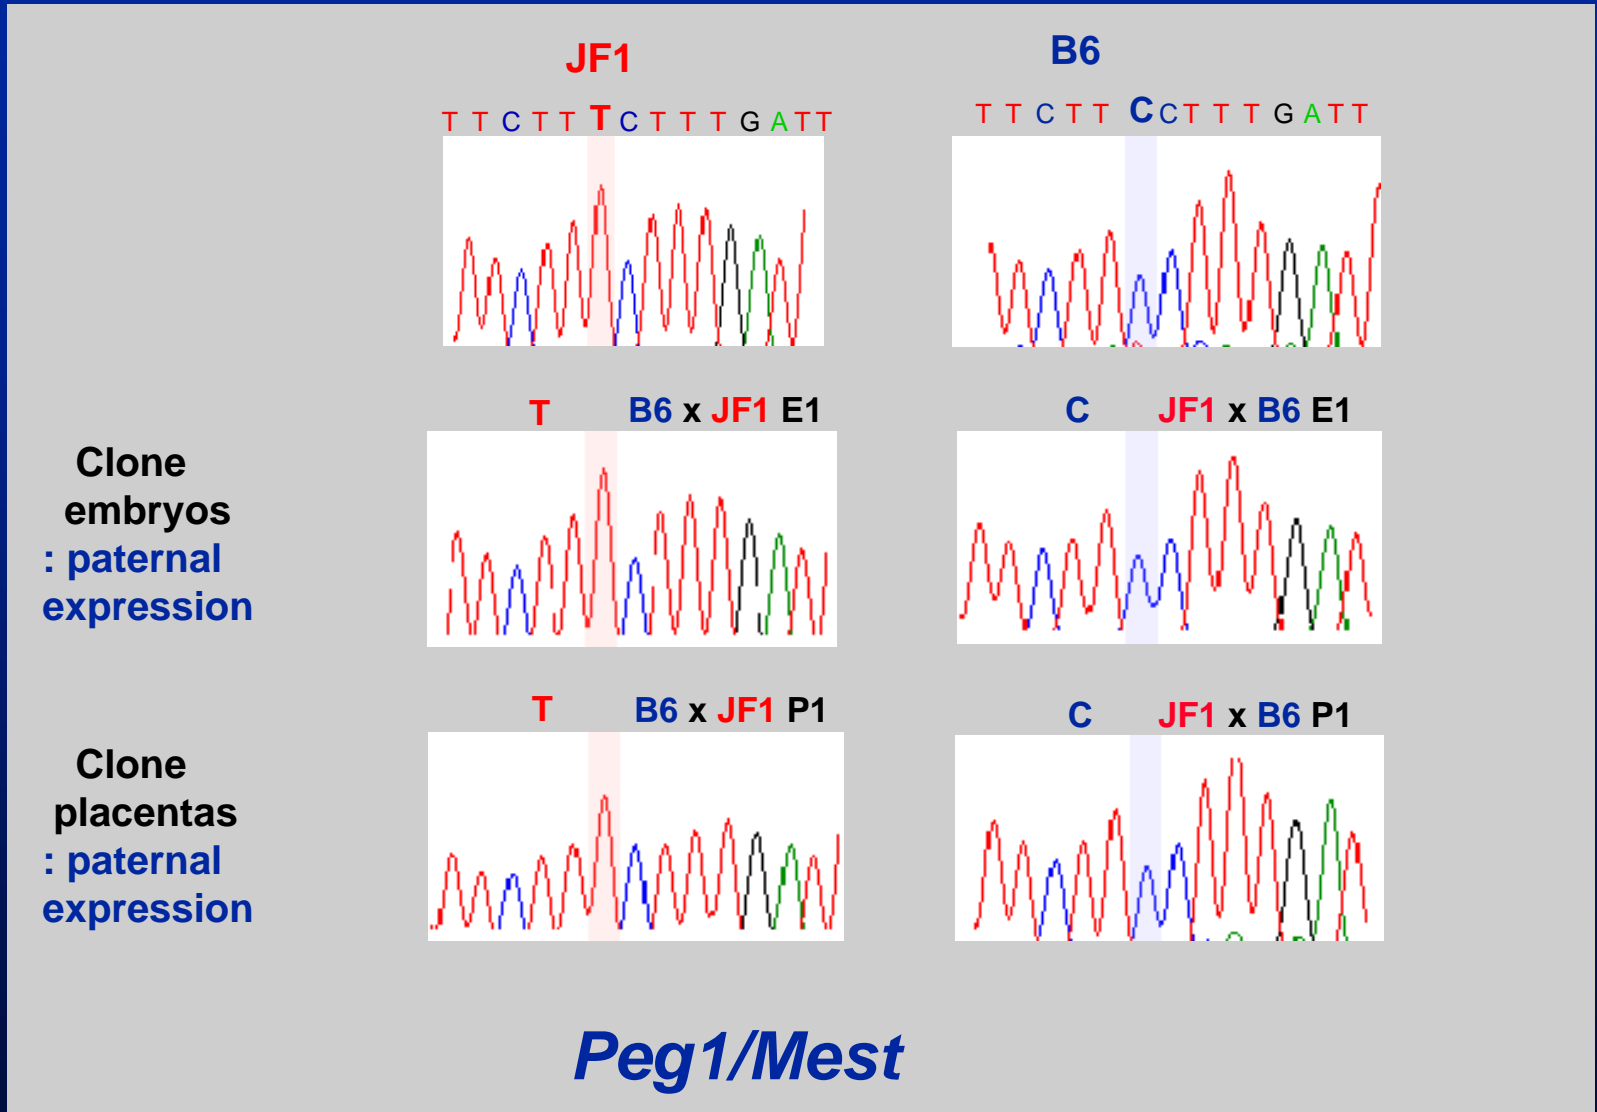 JF1
B6
T T C T T T C T T T G A T T
T T C T T C C T T T G A T T
T B6 x JF1 E1
C JF1 x B6 E1
Clone
embryos
: paternal
expression
T B6 x JF1 P1
C JF1 x B6 P1
Clone
placentas
: paternal
expression
Peg1/Mest